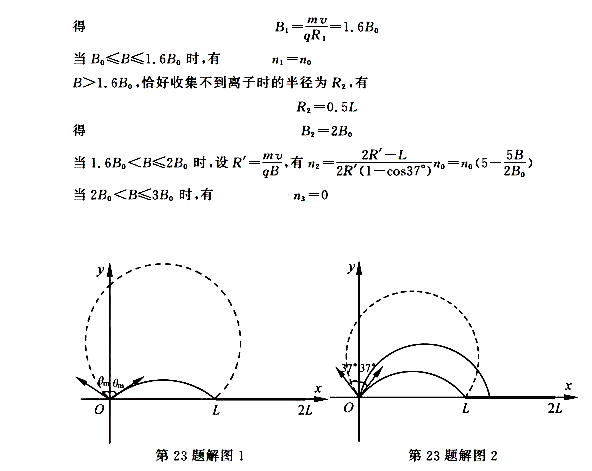 得 B₁=mv/qR₁=1.6B₀
当 B₀≤B≤1.6B₀ 时,有 n₁=n₀
B>1.6B₀,恰好收集不到离子时的半径为 R₂,有
R₂=0.5L
得 B₂=2B₀
当 1.6B₀<B≤2B₀ 时,设 R′=mv/qB,有 n₂=(2R′-L)/(2R′(1-cos37°))n₀=n₀(5-5B/2B₀)
当 2B₀<B≤3B₀ 时,有 n₃=0
y θm θm O L 2L x
第 23 题解图 1
y 37° 37° O L 2L x
第 23 题解图 2